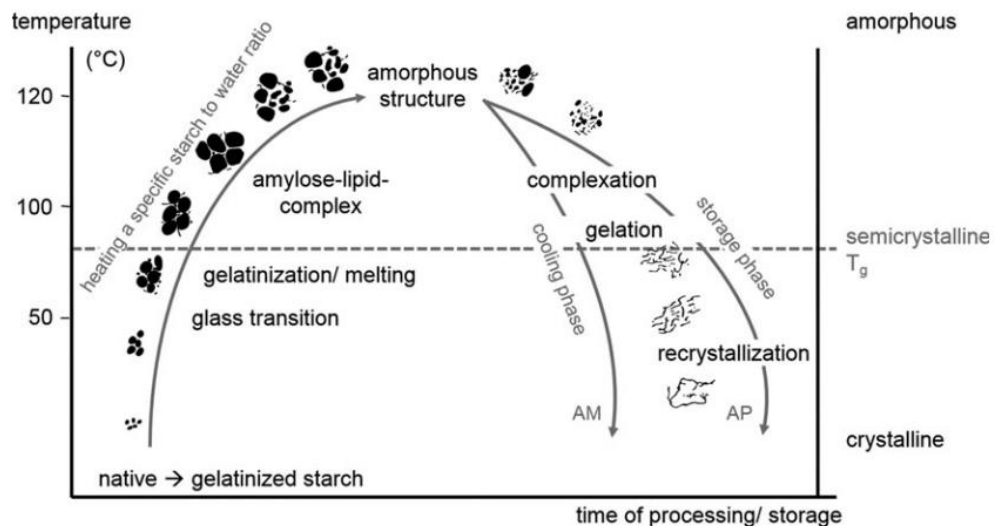 temperature
amorphous
(°C)
120
100
50
heating a specific starch to water ratio
amorphous
structure
amylose-lipid-
complex
gelatinization/ melting
glass transition
complexation
gelation
cooling phase
storage phase
recrystallization
AM
AP
semicrystalline
Tg
crystalline
native → gelatinized starch
time of processing/ storage